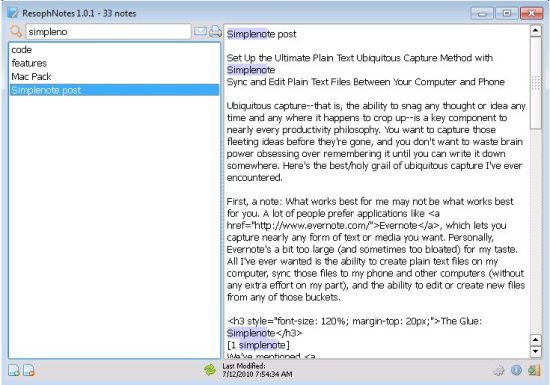 ResophNotes 1.0.1 - 33 notes
simpleno
code
features
Mac Pack
Simplenote post
Simplenote post
Set Up the Ultimate Plain Text Ubiquitous Capture Method with
Simplenote
Sync and Edit Plain Text Files Between Your Computer and Phone
Ubiquitous capture--that is, the ability to snag any thought or idea any
time and any where it happens to crop up--is a key component to
nearly every productivity philosophy. You want to capture those
fleeting ideas before they're gone, and you don't want to waste brain
power obsessing over remembering it until you can write it down
somewhere. Here's the best/holy grail of ubiquitous capture I've ever
encountered.
First, a note: What works best for me may not be what works best
for you. A lot of people prefer applications like <a
href="http://www.evernote.com/">Evernote</a>, which lets you
capture nearly any form of text or media you want. Personally,
Evernote's a bit too large (and sometimes too bloated) for my taste.
All I've ever wanted is the ability to create plain text files on my
computer, sync those files to my phone and other computers (without
any extra effort on my part), and the ability to edit or create new files
from any of those buckets.
<h3 style="font-size: 120%; margin-top: 20px;">The Glue:
Simplenote</h3>
[1 simplenote]
We've mentioned <a
Last Modified:
7/12/2010 7:54:34 AM